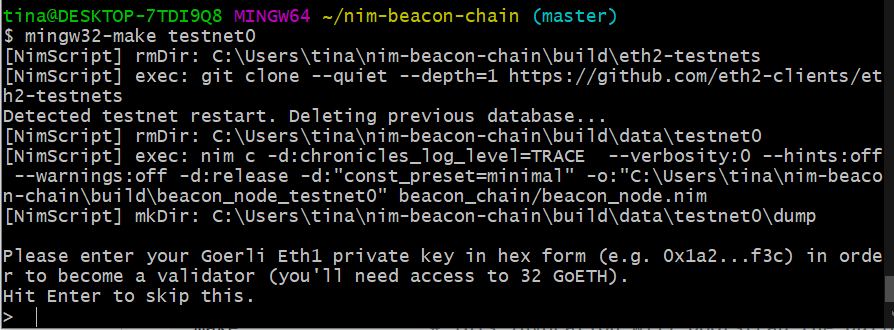 tina@DESKTOP-7TDI9Q8 MINGW64 ~/nim-beacon-chain (master)
$ mingw32-make testnet0
[NimScript] rmDir: C:\Users\tina\nim-beacon-chain\build\eth2-testnets
[NimScript] exec: git clone --quiet --depth=1 https://github.com/eth2-clients/et
h2-testnets
Detected testnet restart. Deleting previous database...
[NimScript] rmDir: C:\Users\tina\nim-beacon-chain\build\data\testnet0
[NimScript] exec: nim c -d:chronicles_log_level=TRACE  --verbosity:0 --hints:off
 --warnings:off -d:release -d:"const_preset=minimal" -o:"C:\Users\tina\nim-beaco
n-chain\build\beacon_node_testnet0" beacon_chain/beacon_node.nim
[NimScript] mkDir: C:\Users\tina\nim-beacon-chain\build\data\testnet0\dump
Please enter your Goerli Eth1 private key in hex form (e.g. 0x1a2...f3c) in orde
r to become a validator (you'll need access to 32 GoETH).
Hit Enter to skip this.
>